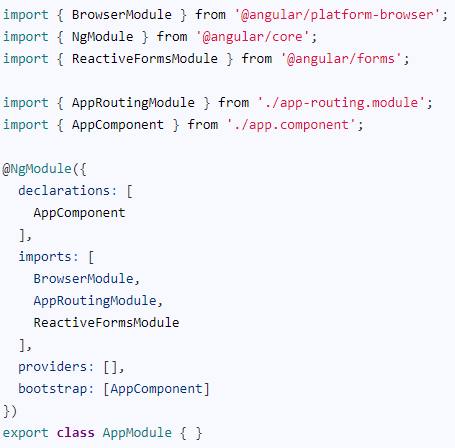 import { BrowserModule } from '@angular/platform-browser';
import { NgModule } from '@angular/core';
import { ReactiveFormsModule } from '@angular/forms';

import { AppRoutingModule } from './app-routing.module';
import { AppComponent } from './app.component';

@NgModule({
  declarations: [
    AppComponent
  ],
  imports: [
    BrowserModule,
    AppRoutingModule,
    ReactiveFormsModule
  ],
  providers: [],
  bootstrap: [AppComponent]
})
export class AppModule { }